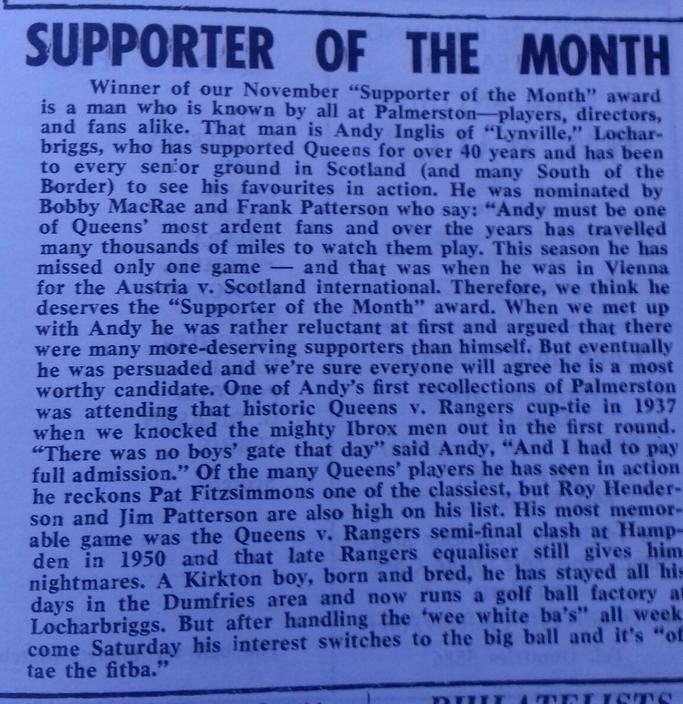 SUPPORTER OF THE MONTH
Winner of our November "Supporter of the Month" award
is a man who is known by all at Palmerston—players, directors,
and fans alike. That man is Andy Inglis of "Lynville," Lochar-
briggs, who has supported Queens for over 40 years and has been
to every senior ground in Scotland (and many South of the
Border) to see his favourites in action. He was nominated by
Bobby MacRae and Frank Patterson who say: "Andy must be one
of Queens' most ardent fans and over the years has travelled
many thousands of miles to watch them play. This season he has
missed only one game — and that was when he was in Vienna
for the Austria v. Scotland international. Therefore, we think he
deserves the "Supporter of the Month" award. When we met up
with Andy he was rather reluctant at first and argued that there
were many more-deserving supporters than himself. But eventually
he was persuaded and we're sure everyone will agree he is a most
worthy candidate. One of Andy's first recollections of Palmerston
was attending that historic Queens v. Rangers cup-tie in 1937
when we knocked the mighty Ibrox men out in the first round.
"There was no boys' gate that day" said Andy, "And I had to pay
full admission." Of the many Queens' players he has seen in action
he reckons Pat Fitzsimmons one of the classiest, but Roy Hender-
son and Jim Patterson are also high on his list. His most memor-
able game was the Queens v. Rangers semi-final clash at Hamp-
den in 1950 and that late Rangers equaliser still gives him
nightmares. A Kirkton boy, born and bred, he has stayed all his
days in the Dumfries area and now runs a golf ball factory at
Locharbriggs. But after handling the 'wee white ba's" all week
come Saturday his interest switches to the big ball and it's "of
tae the fitba."
PHILATELISTS